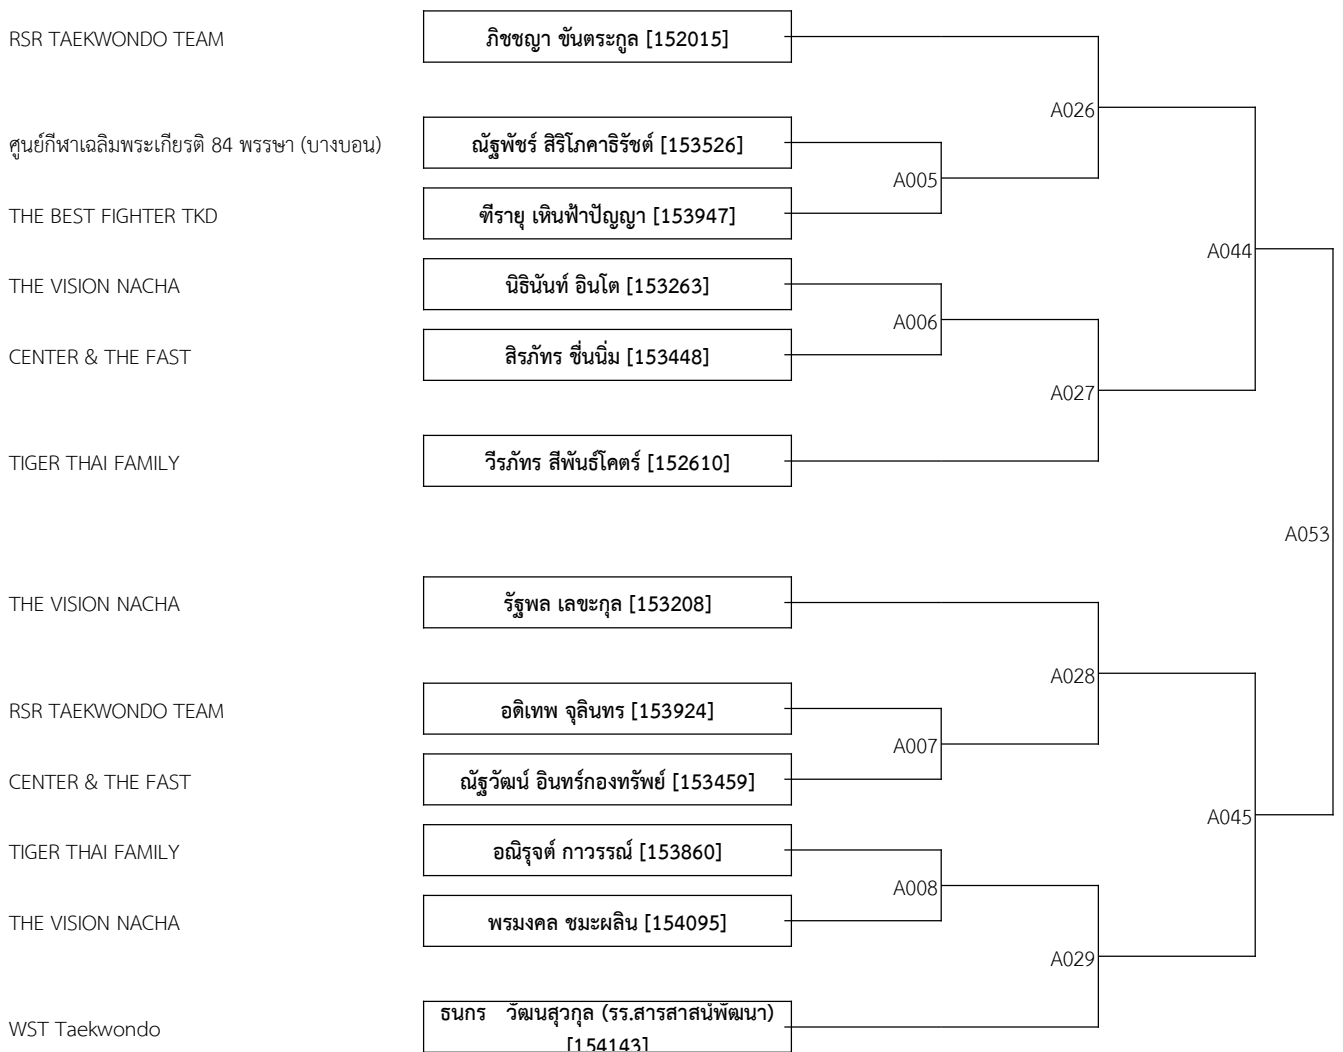 RSR TAEKWONDO TEAM
ภิชชญา ขันตระกูล [152015]
A026
ศูนย์กีฬาเฉลิมพระเกียรติ 84 พรรษา (บางบอน)
ณัฐพัชร์ สิริโภคาธิรัชต์ [153526]
A005
THE BEST FIGHTER TKD
ฑีรายุ เหินฟ้าปัญญา [153947]
A044
THE VISION NACHA
นิธินันท์ อินโต [153263]
A006
CENTER & THE FAST
สิรภัทร ชื่นนิ่ม [153448]
A027
TIGER THAI FAMILY
วีรภัทร สีพันธ์โคตร์ [152610]
A053
THE VISION NACHA
รัฐพล เลขะกุล [153208]
A028
RSR TAEKWONDO TEAM
อดิเทพ จุลินทร [153924]
A007
CENTER & THE FAST
ณัฐวัฒน์ อินทร์กองทรัพย์ [153459]
A045
TIGER THAI FAMILY
อณิรุจต์ กาวรรณ์ [153860]
A008
THE VISION NACHA
พรมงคล ชมะผลิน [154095]
A029
WST Taekwondo
ธนกร วัฒนสุวกุล (รร.สารสาสน์พัฒนา)
[154143]